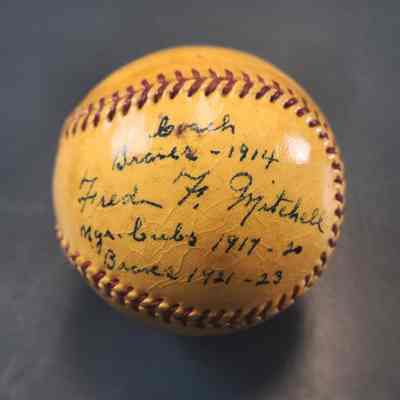 Coach
Braves - 1914
Fred F. Mitchell
Mgr. Cubs 1917-20
Braves 1921-23